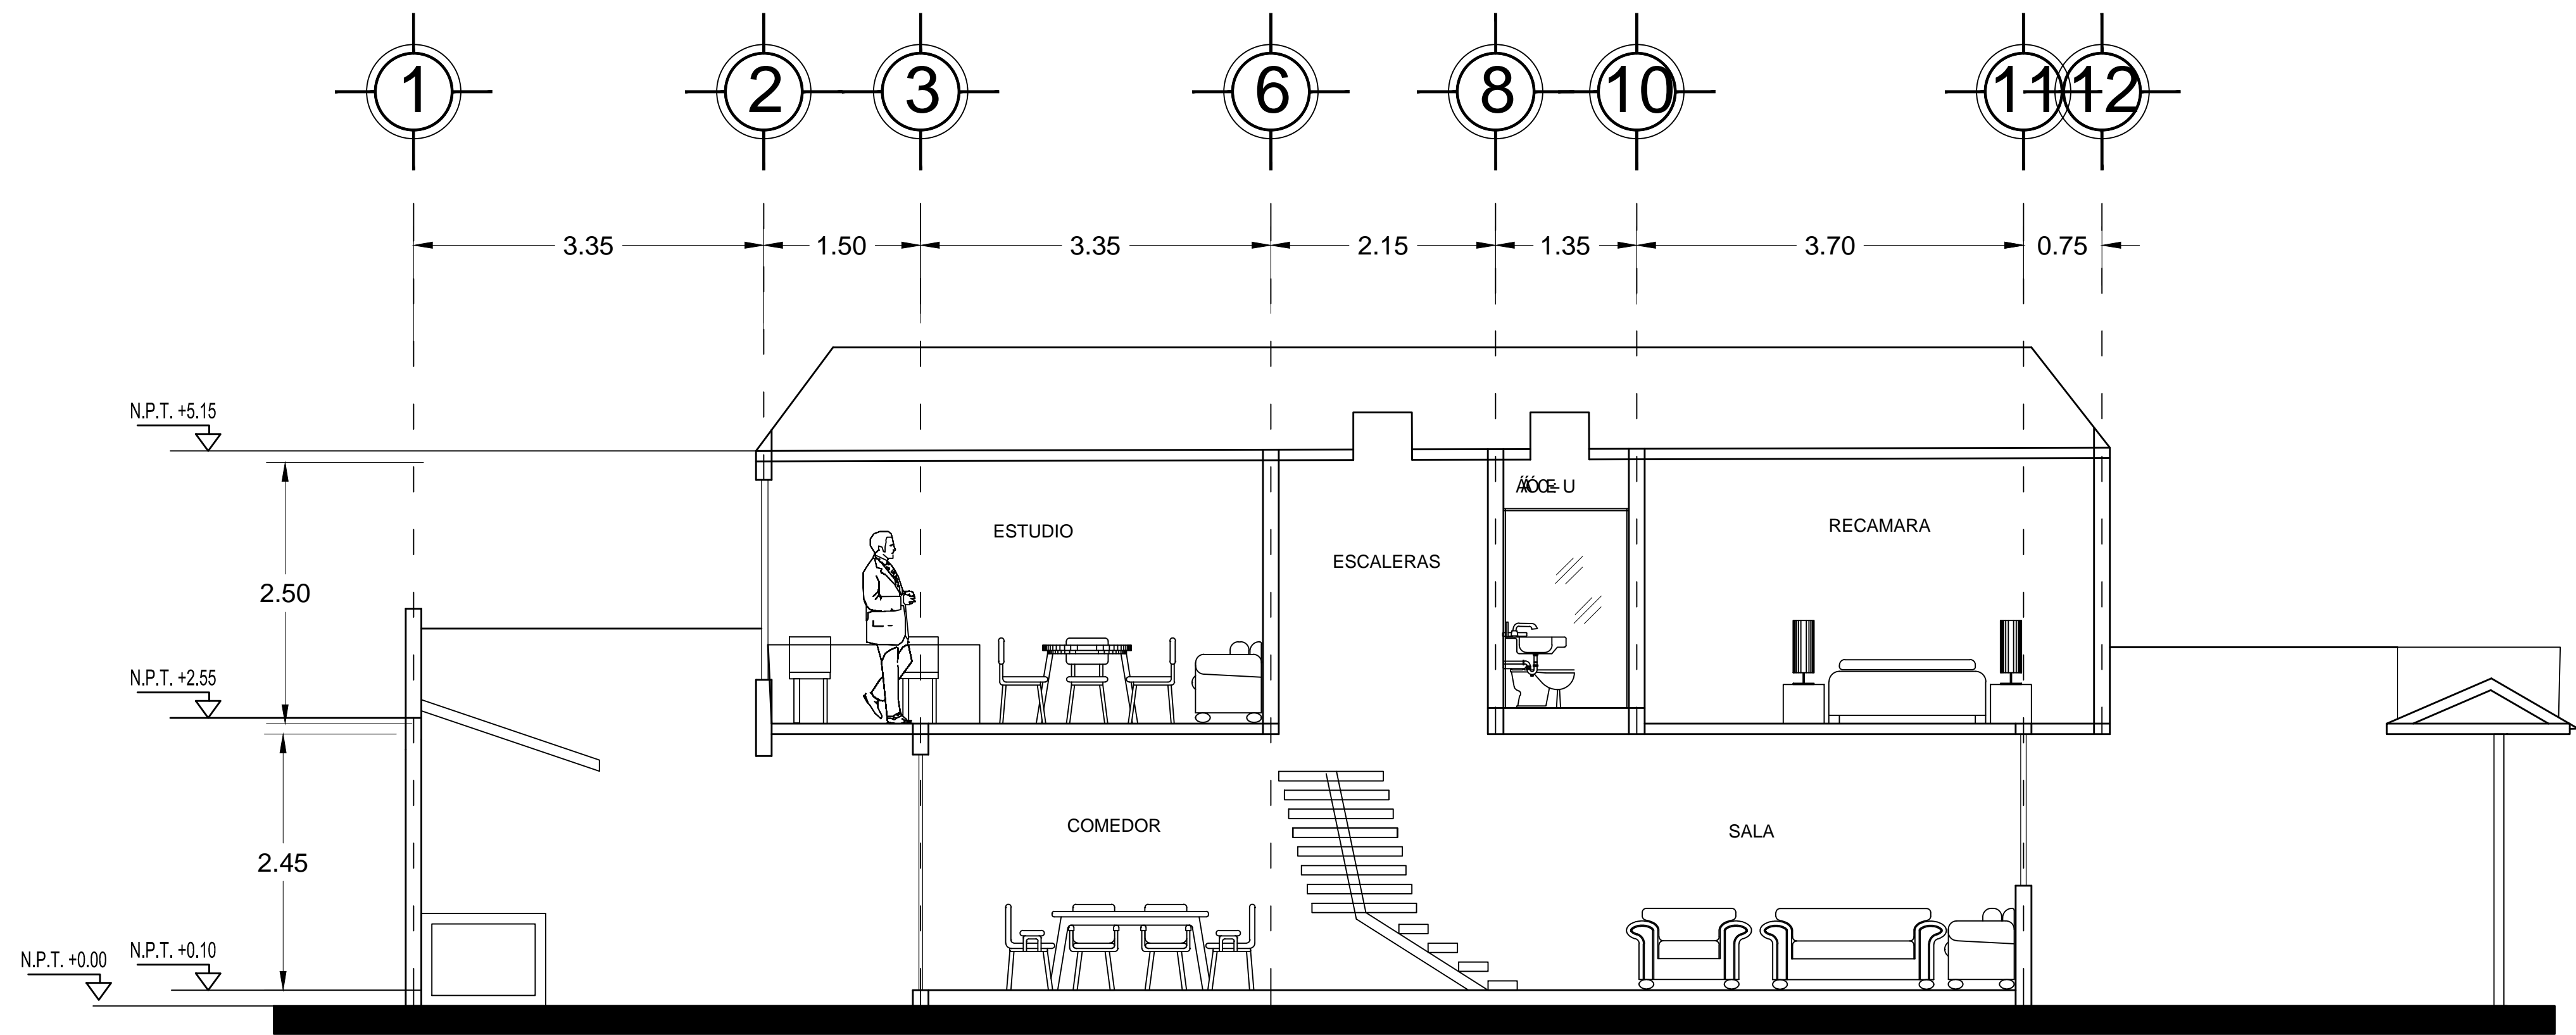 1 2 3 6 8 10 11 12
3.35 1.50 3.35 2.15 1.35 3.70 0.75
N.P.T. +5.15
ESTUDIO
RECAMARA
ESCALERAS
2.50
N.P.T. +2.55
COMEDOR
SALA
2.45
N.P.T. +0.10
N.P.T. +0.00